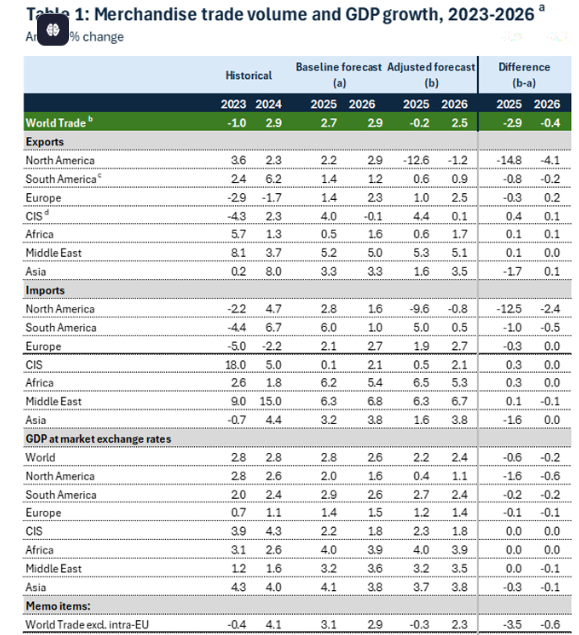 Table 1: Merchandise trade volume and GDP growth, 2023-2026 a
% change
Historical Baseline forecast (a) Adjusted forecast (b) Difference (b-a)
2023 2024 2025 2026 2025 2026 2025 2026
World Trade b -1.0 2.9 2.7 2.9 -0.2 2.5 -2.9 -0.4
Exports
North America 3.6 2.3 2.2 2.9 -12.6 -1.2 -14.8 -4.1
South America c 2.4 6.2 1.4 1.2 0.6 0.9 -0.8 -0.2
Europe -2.9 -1.7 1.4 2.3 1.0 2.5 -0.3 0.2
CIS d -4.3 2.3 4.0 -0.1 4.4 0.1 0.4 0.1
Africa 5.7 1.3 0.5 1.6 0.6 1.7 0.1 0.1
Middle East 8.1 3.7 5.2 5.0 5.3 5.1 0.1 0.0
Asia 0.2 8.0 3.3 3.3 1.6 3.5 -1.7 0.1
Imports
North America -2.2 4.7 2.8 1.6 -9.6 -0.8 -12.5 -2.4
South America -4.4 6.7 6.0 1.0 5.0 0.5 -1.0 -0.5
Europe -5.0 -2.2 2.1 2.7 1.9 2.7 -0.3 0.0
CIS 18.0 5.0 0.1 2.1 0.5 2.1 0.3 0.0
Africa 2.6 1.8 6.2 5.4 6.5 5.3 0.3 0.0
Middle East 9.0 15.0 6.3 6.8 6.3 6.7 0.1 -0.1
Asia -0.7 4.4 3.2 3.8 1.6 3.8 -1.6 0.0
GDP at market exchange rates
World 2.8 2.8 2.8 2.6 2.2 2.4 -0.6 -0.2
North America 2.8 2.6 2.0 1.6 0.4 1.1 -1.6 -0.6
South America 2.0 2.4 2.9 2.6 2.7 2.4 -0.2 -0.2
Europe 0.7 1.1 1.4 1.5 1.2 1.4 -0.1 -0.1
CIS 3.9 4.3 2.2 1.8 2.3 1.8 0.0 0.0
Africa 3.1 2.6 4.0 3.9 4.0 3.9 0.0 0.0
Middle East 1.2 1.6 3.2 3.6 3.2 3.5 0.0 -0.1
Asia 4.3 4.0 4.1 3.8 3.7 3.8 -0.3 -0.1
Memo items:
World Trade excl. intra-EU -0.4 4.1 3.1 2.9 -0.3 2.3 -3.5 -0.6